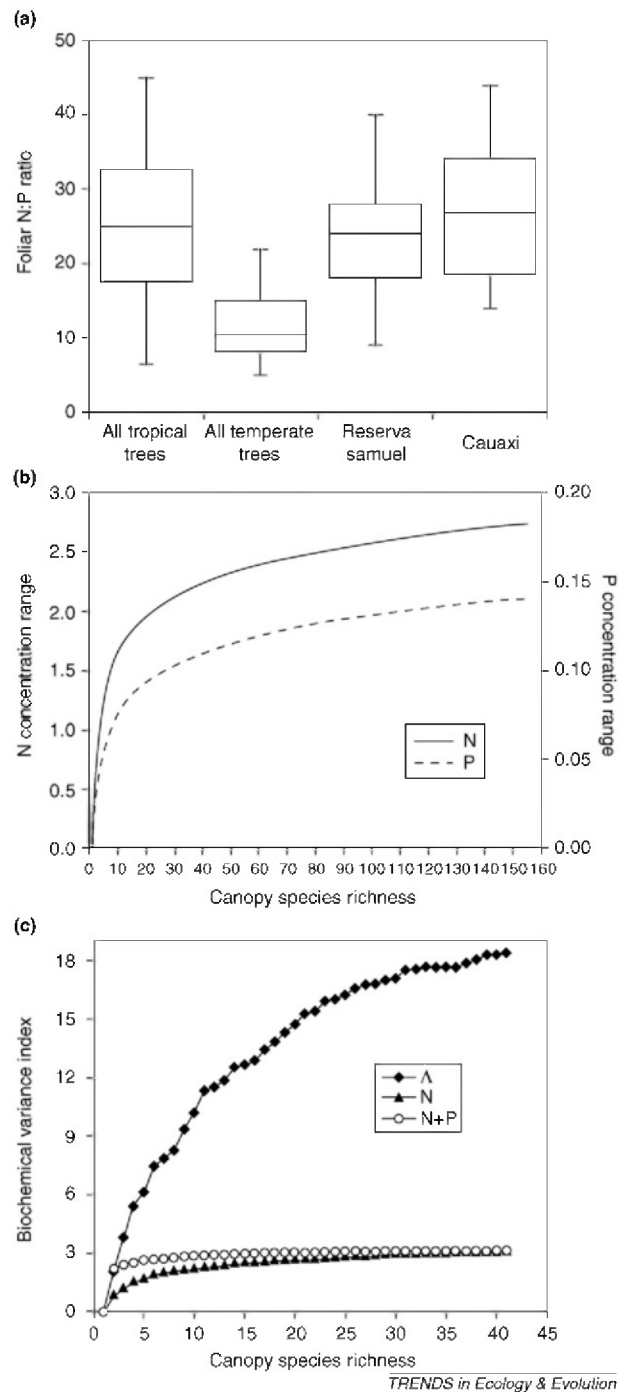 (a)
50
40
30
20
10
0
Foliar N:P ratio
All tropical trees
All temperate trees
Reserva samuel
Cauaxi
(b)
3.0
2.5
2.0
1.5
1.0
0.5
0.0
N concentration range
0.20
0.15
0.10
0.05
0.00
P concentration range
N
P
0 10 20 30 40 50 60 70 80 90 100 110 120 130 140 150 160
Canopy species richness
(c)
18
15
12
9
6
3
0
Biochemical variance index
Λ
N
N+P
0 5 10 15 20 25 30 35 40 45
Canopy species richness
TRENDS in Ecology & Evolution